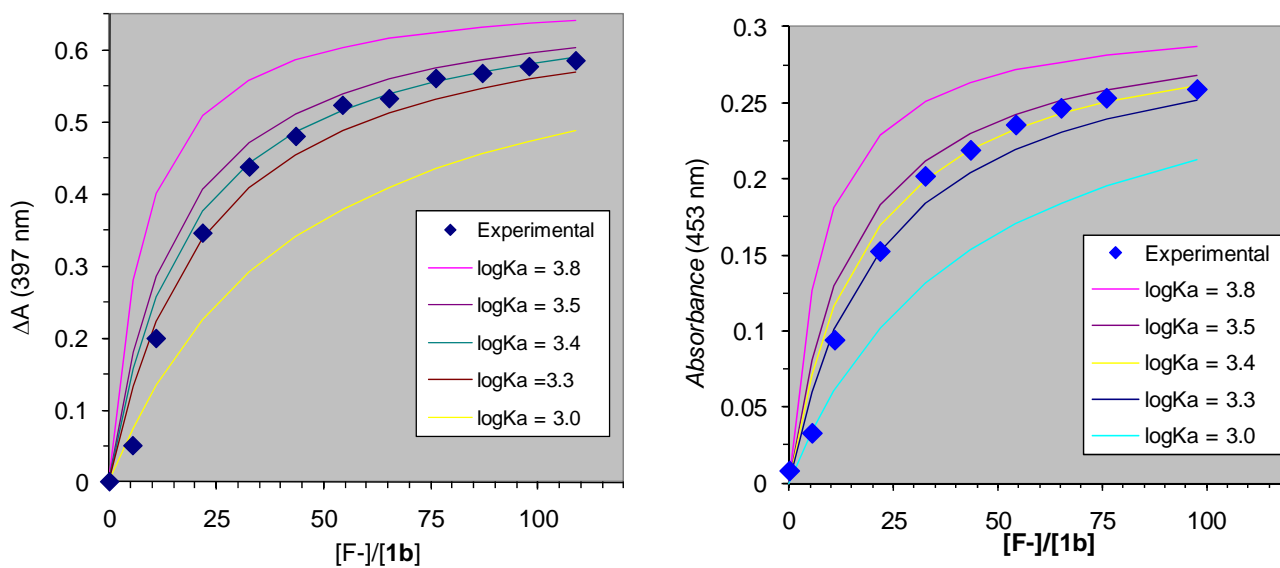 0.6
0.5
0.4
0.3
0.2
0.1
0
ΔA (397 nm)
0 25 50 75 100
[F-]/[1b]
Experimental
logKa = 3.8
logKa = 3.5
logKa = 3.4
logKa =3.3
logKa = 3.0
0.3
0.25
0.2
0.15
0.1
0.05
0
Absorbance (453 nm)
0 25 50 75 100
[F-]/[1b]
Experimental
logKa = 3.8
logKa = 3.5
logKa = 3.4
logKa = 3.3
logKa = 3.0